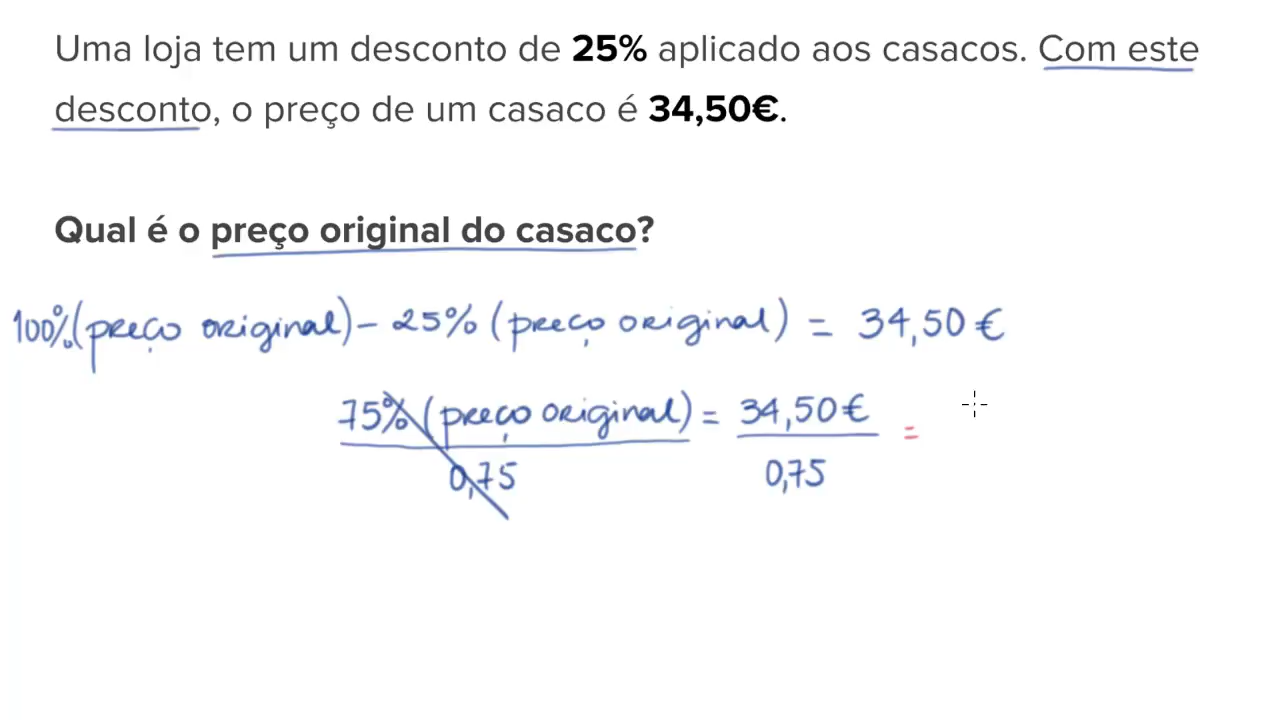 Uma loja tem um desconto de 25% aplicado aos casacos. Com este
desconto, o preço de um casaco é 34,50€.
Qual é o preço original do casaco?
100% (preço original) - 25% (preço original) = 34,50 €
75% (preço original) = 34,50 € =
0,75 0,75